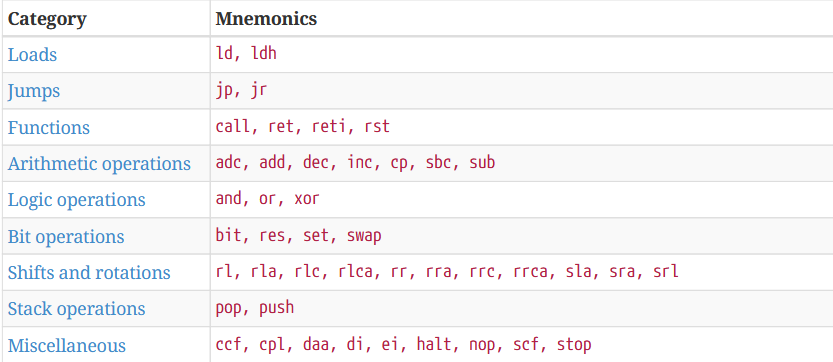 Category Mnemonics
Loads ld, ldh
Jumps jp, jr
Functions call, ret, reti, rst
Arithmetic operations adc, add, dec, inc, cp, sbc, sub
Logic operations and, or, xor
Bit operations bit, res, set, swap
Shifts and rotations rl, rla, rlc, rlca, rr, rra, rrc, rrca, sla, sra, srl
Stack operations pop, push
Miscellaneous ccf, cpl, daa, di, ei, halt, nop, scf, stop